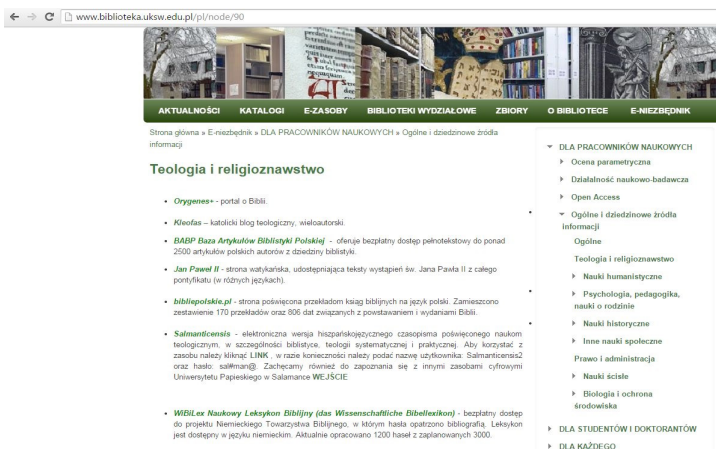 www.biblioteka.uksw.edu.pl/pl/node/90
AKTUALNOŚCI KATALOGI E-ZASOBY BIBLIOTEKI WYDZIAŁOWE ZBIORY O BIBLIOTECE E-NIEZBĘDNIK
Strona główna » E-niezbędnik » DLA PRACOWNIKÓW NAUKOWYCH » Ogólne i dziedzinowe źródła
informacji
Teologia i religioznawstwo
Orygenes+ - portal o Biblii.
Kleofas – katolicki blog teologiczny, wieloautorski.
BABP Baza Artykułów Biblistyki Polskiej - oferuje bezpłatny dostęp pełnotekstowy do ponad
2500 artykułów polskich autorów z dziedziny biblistyki.
Jan Paweł II - strona watykańska, udostępniająca teksty wystąpień św. Jana Pawła II z całego
pontyfikatu (w różnych językach).
bibliepolskie.pl - strona poświęcona przekładom ksiąg biblijnych na język polski. Zamieszcono
zestawienie 170 przekładów oraz 806 dat związanych z powstawaniem i wydaniami Biblii.
Salmanticensis - elektroniczna wersja hiszpańskojęzycznego czasopisma poświęconego naukom
teologicznym, w szczególności biblistyce, teologii systematycznej i praktycznej. Aby korzystać z
zasobu należy kliknąć LINK , w razie konieczności należy podać nazwę użytkownika: Salmanticensis2
oraz hasło: sal#man@. Zachęcamy również do zapoznania się z innymi zasobami cyfrowymi
Uniwersytetu Papieskiego w Salamance WEJŚCIE
WiBiLex Naukowy Leksykon Biblijny (das Wissenschaftliche Bibellexikon) - bezpłatny dostęp
do projektu Niemieckiego Towarzystwa Biblijnego, w którym hasła opatrzono bibliografią. Leksykon
jest dostępny w języku niemieckim. Aktualnie opracowano 1200 haseł z zaplanowanych 3000.
DLA PRACOWNIKÓW NAUKOWYCH
Ocena parametryczna
Działalność naukowo-badawcza
Open Access
Ogólne i dziedzinowe źródła
informacji
Ogólne
Teologia i religioznawstwo
Nauki humanistyczne
Psychologia, pedagogika,
nauki o rodzinie
Nauki historyczne
Inne nauki społeczne
Prawo i administracja
Nauki ścisłe
Biologia i ochrona
środowiska
DLA STUDENTÓW I DOKTORANTÓW
DLA KAŻDEGO